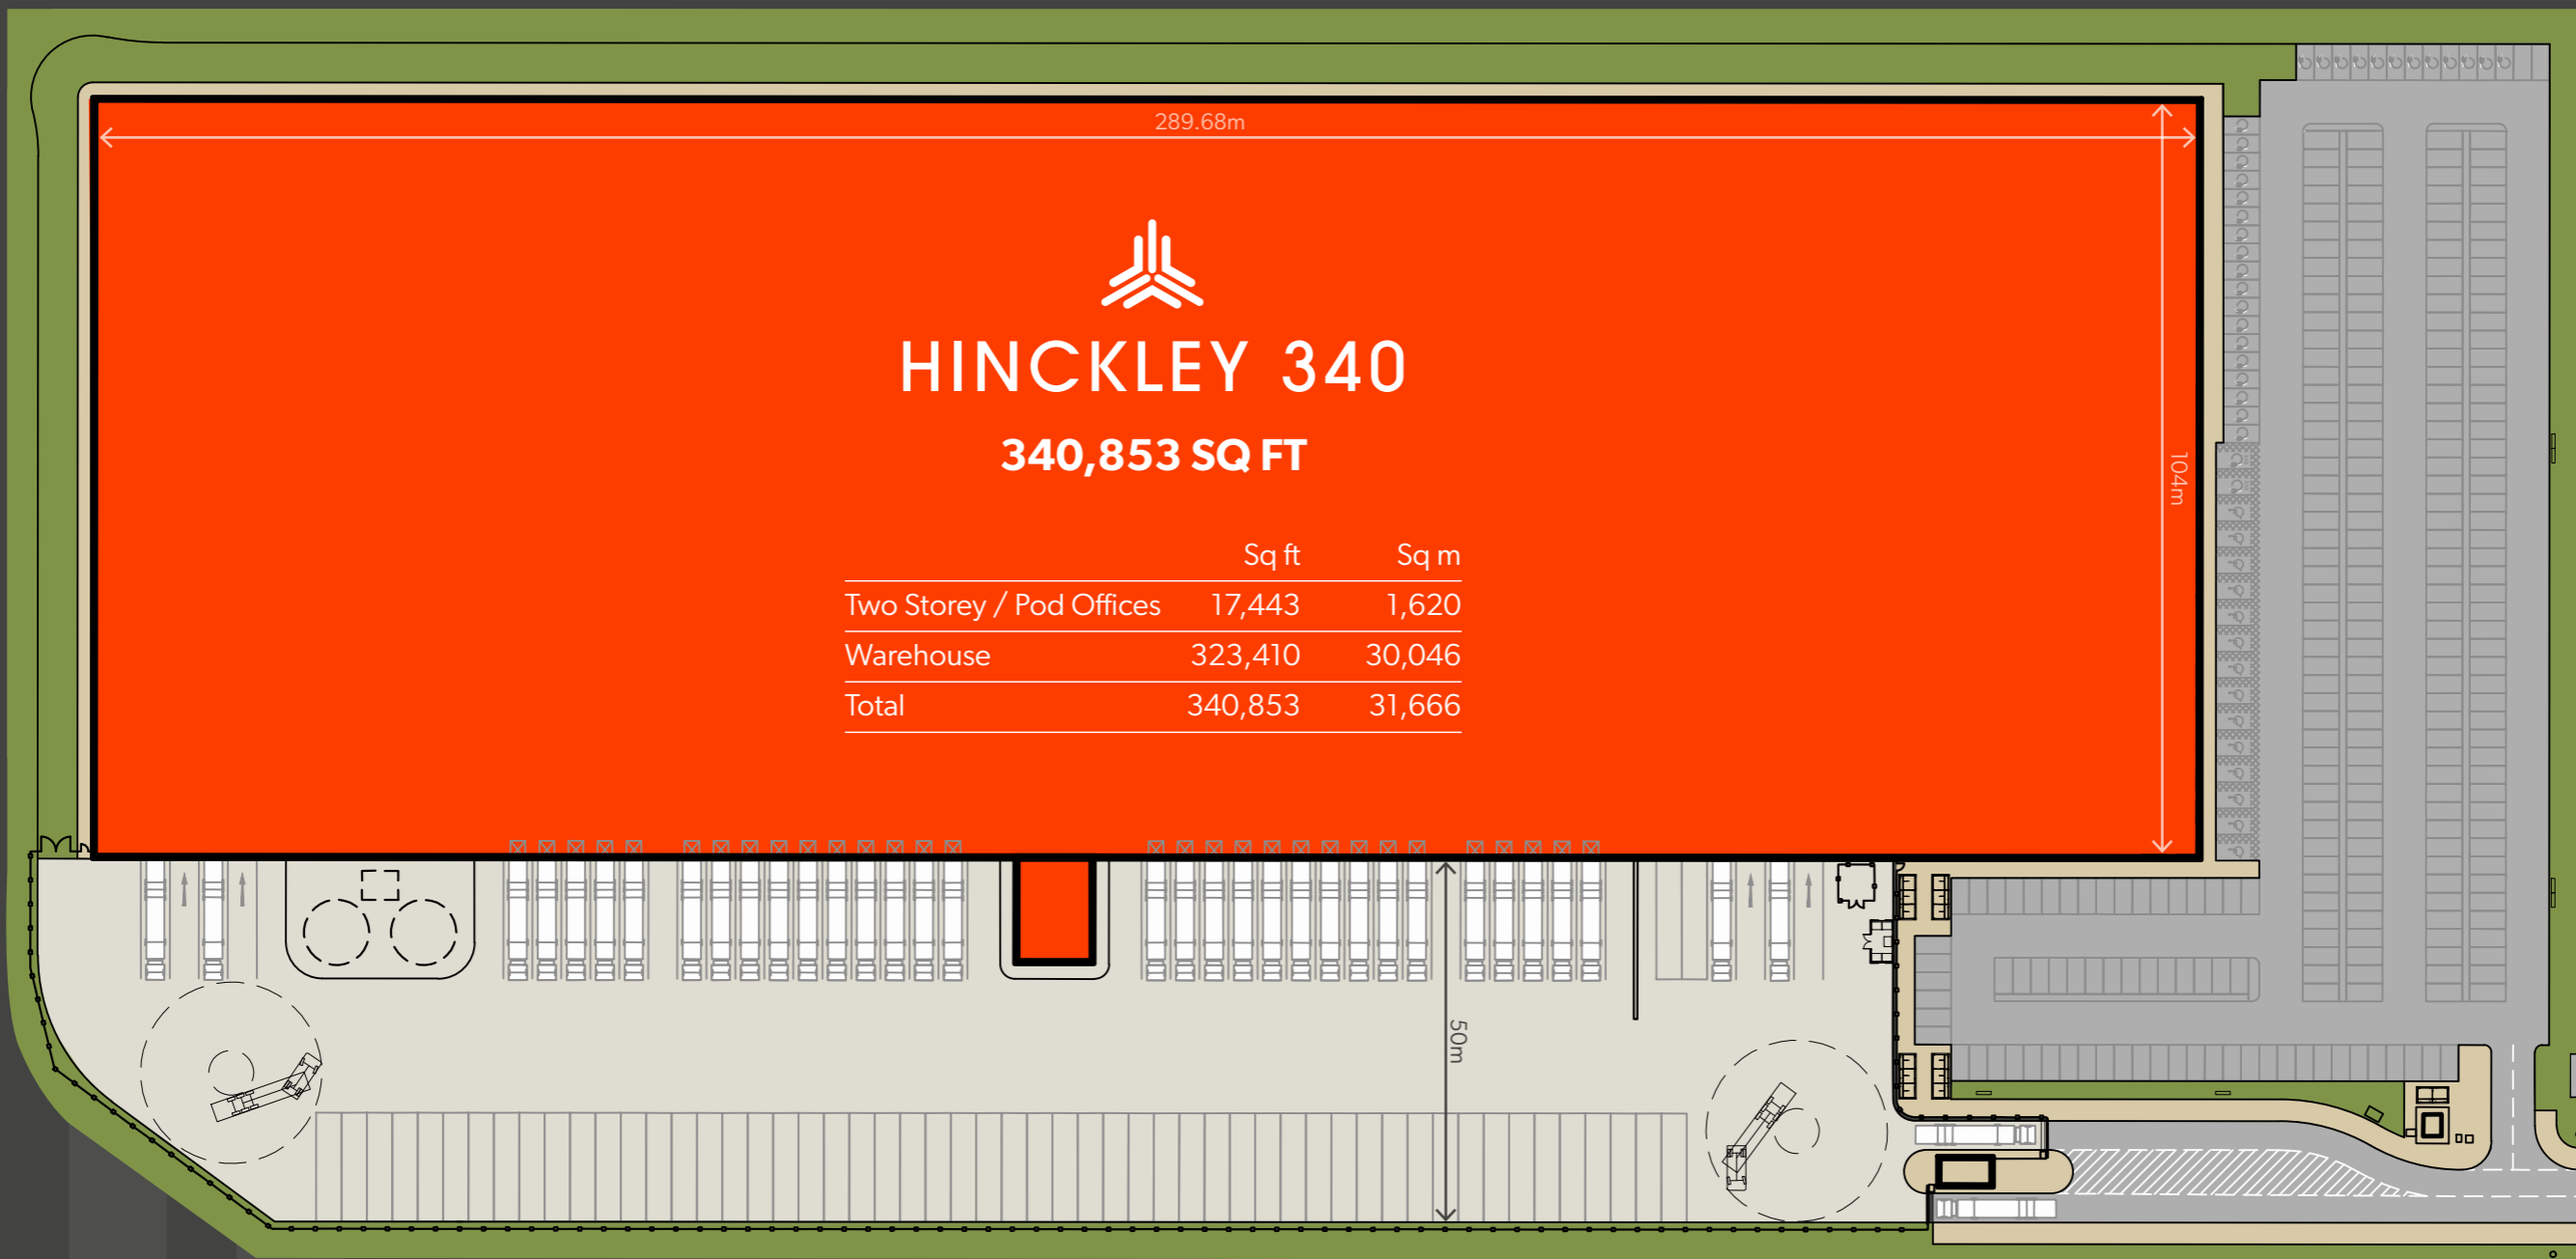 289.68m
HINCKLEY 340
340,853 SQ FT
104m
Sq ft Sq m
Two Storey / Pod Offices 17,443 1,620
Warehouse 323,410 30,046
Total 340,853 31,666
50m